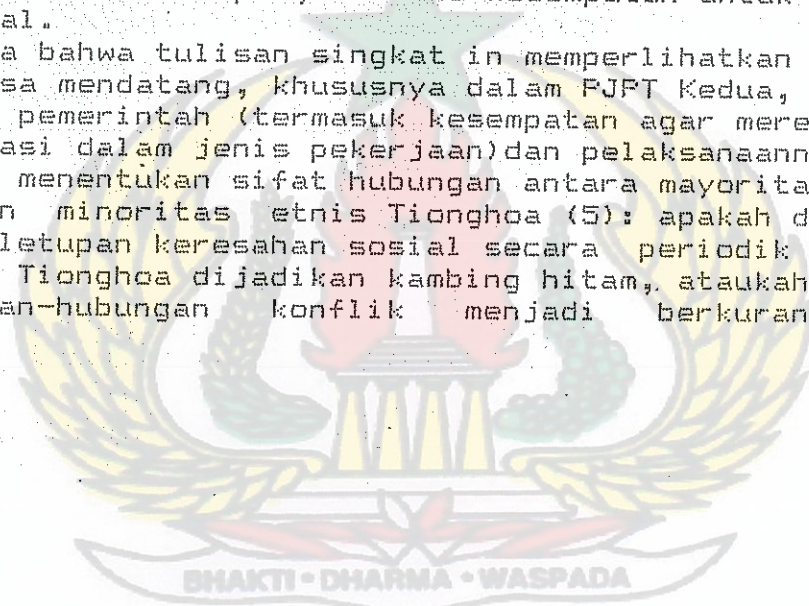 al.
a bahwa tulisan singkat in memperlihatkan
sa mendatang, khususnya dalam PJPT Kedua,
pemerintah (termasuk kesempatan agar mere
asi dalam jenis pekerjaan)dan pelaksanaann
menentukan sifat hubungan antara mayorita
n minoritas etnis Tionghoa (5): apakah d
letupan keresahan sosial secara periodik
Tionghoa dijadikan kambing hitam, ataukah
an-hubungan konflik menjadi berkuran
BHAKTI • DHARMA • WASPADA